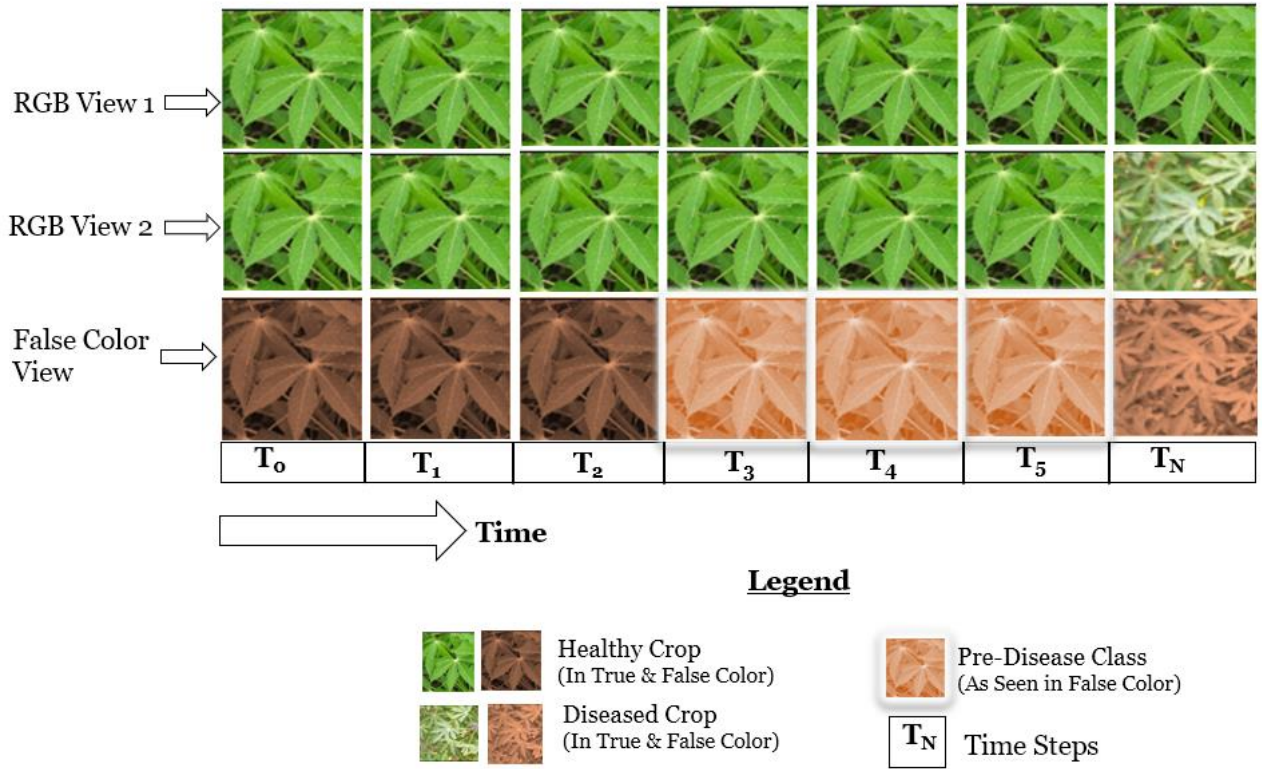 RGB View 1
RGB View 2
False Color
View
T₀ T₁ T₂ T₃ T₄ T₅ T_N
Time
Legend
Healthy Crop
(In True & False Color)
Diseased Crop
(In True & False Color)
Pre-Disease Class
(As Seen in False Color)
T_N Time Steps